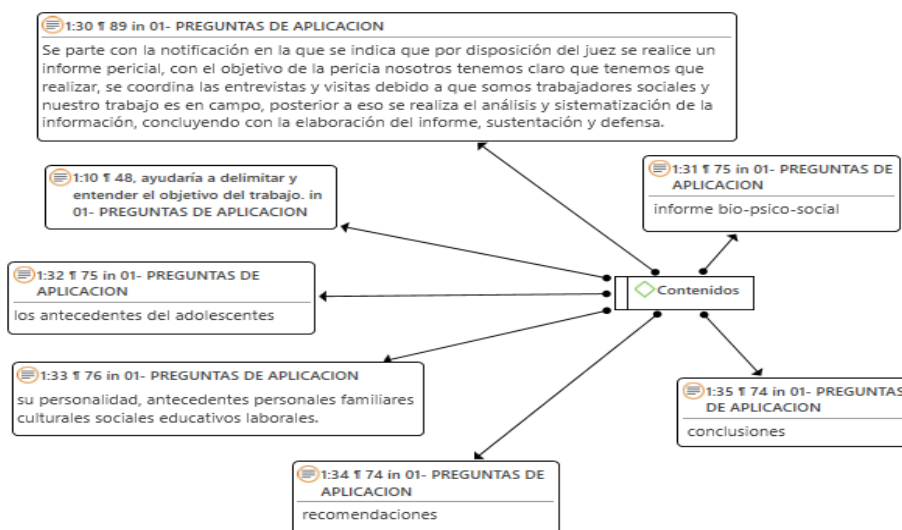 1:30 ¶ 89 in 01- PREGUNTAS DE APLICACION
Se parte con la notificación en la que se indica que por disposición del juez se realice un
informe pericial, con el objetivo de la pericia nosotros tenemos claro que tenemos que
realizar, se coordina las entrevistas y visitas debido a que somos trabajadores sociales y
nuestro trabajo es en campo, posterior a eso se realiza el análisis y sistematización de la
información, concluyendo con la elaboración del informe, sustentación y defensa.
1:10 ¶ 48, ayudaría a delimitar y
entender el objetivo del trabajo. in
01- PREGUNTAS DE APLICACION
1:31 ¶ 75 in 01- PREGUNTAS DE
APLICACION
informe bio-psico-social
1:32 ¶ 75 in 01- PREGUNTAS DE
APLICACION
los antecedentes del adolescentes
Contenidos
1:33 ¶ 76 in 01- PREGUNTAS DE APLICACION
su personalidad, antecedentes personales familiares
culturales sociales educativos laborales.
1:35 ¶ 74 in 01- PREGUNTAS
DE APLICACION
conclusiones
1:34 ¶ 74 in 01- PREGUNTAS DE
APLICACION
recomendaciones